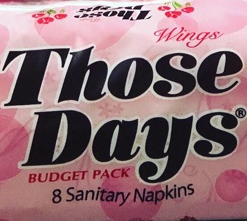 Those
Days
Wings
Those
Days®
BUDGET PACK
8 Sanitary Napkins